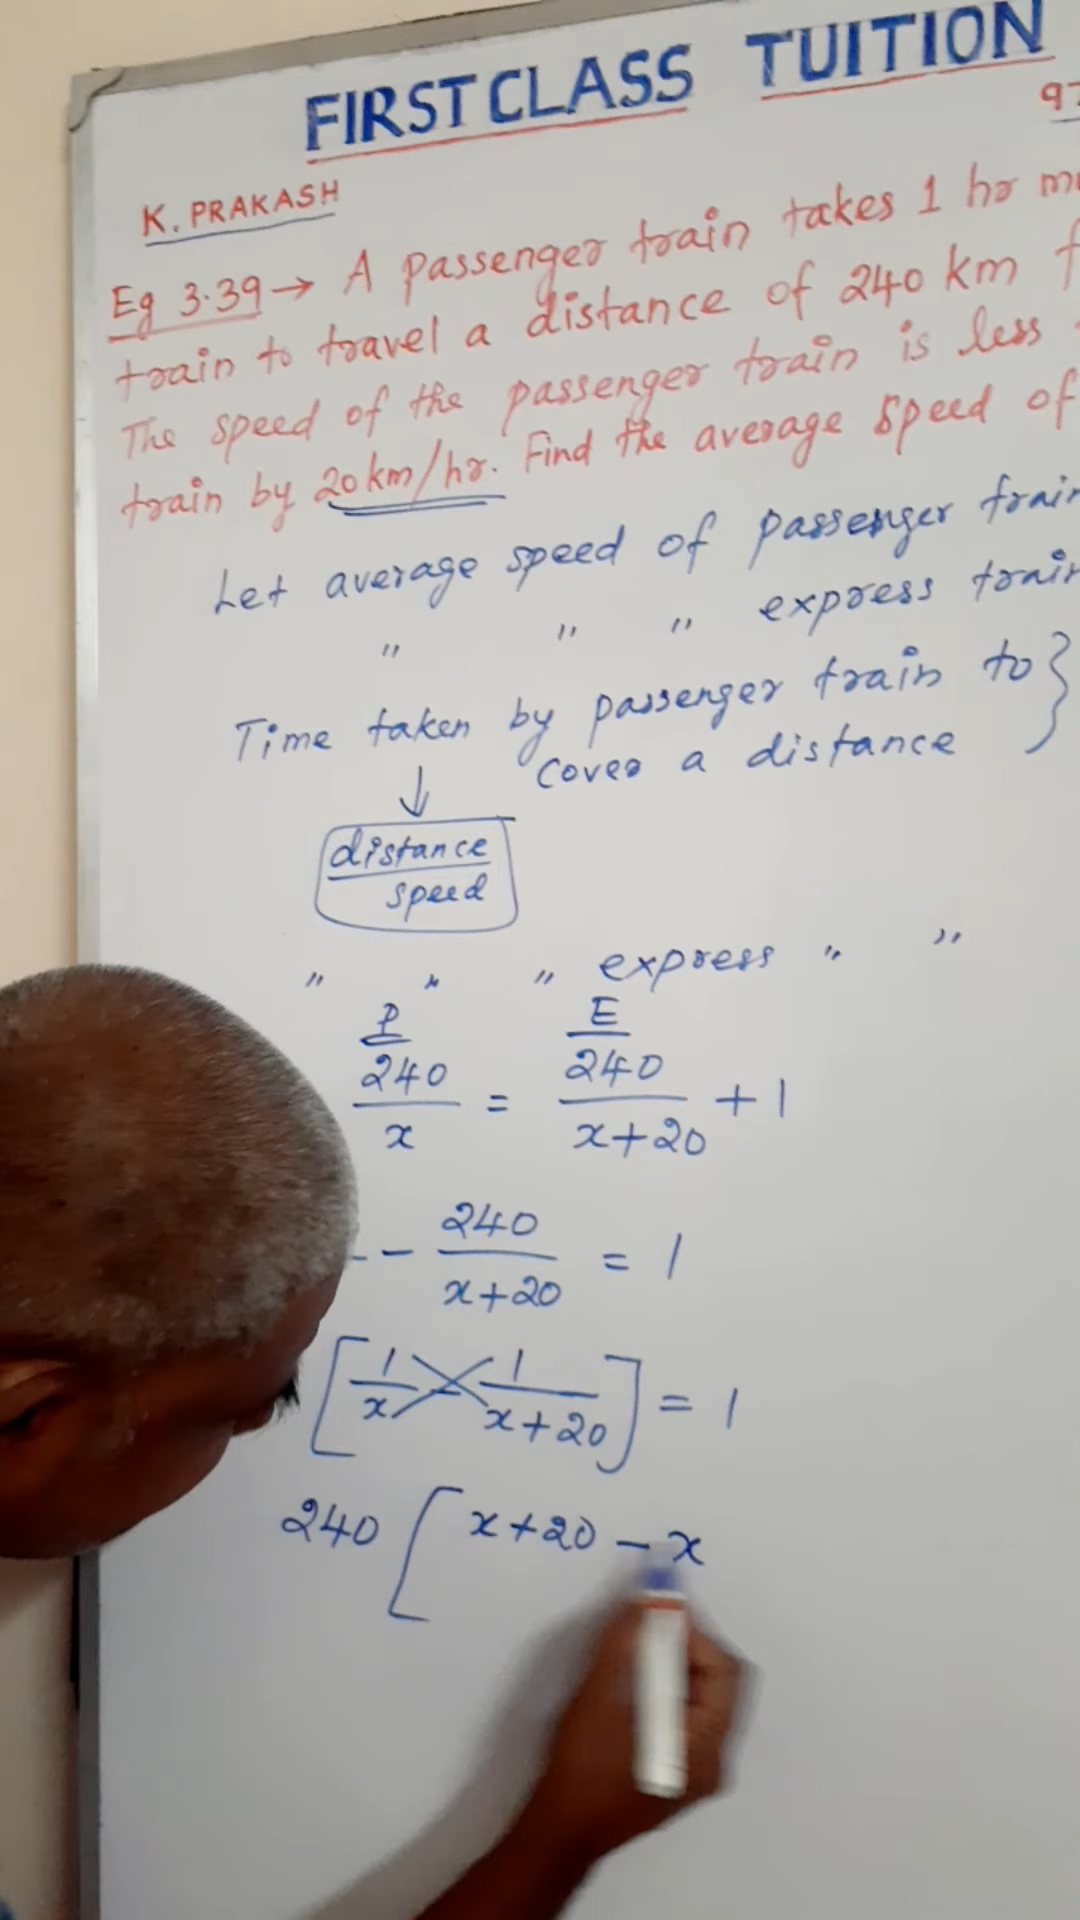 FIRST CLASS TUITION
97
K. PRAKASH
Eg 3.39 → A passenger train takes 1 hr
train to travel a distance of 240 km
The speed of the passenger train is less
train by 20 km/hr. Find the average speed of
Let average speed of passenger train
" " " express train
Time taken by passenger train to }
cover a distance
↓
distance
speed
" " " express " "
P E
240/x = 240/x+20 + 1
- 240/x+20 = 1
[1/x - 1/x+20] = 1
240 [x+20 - x